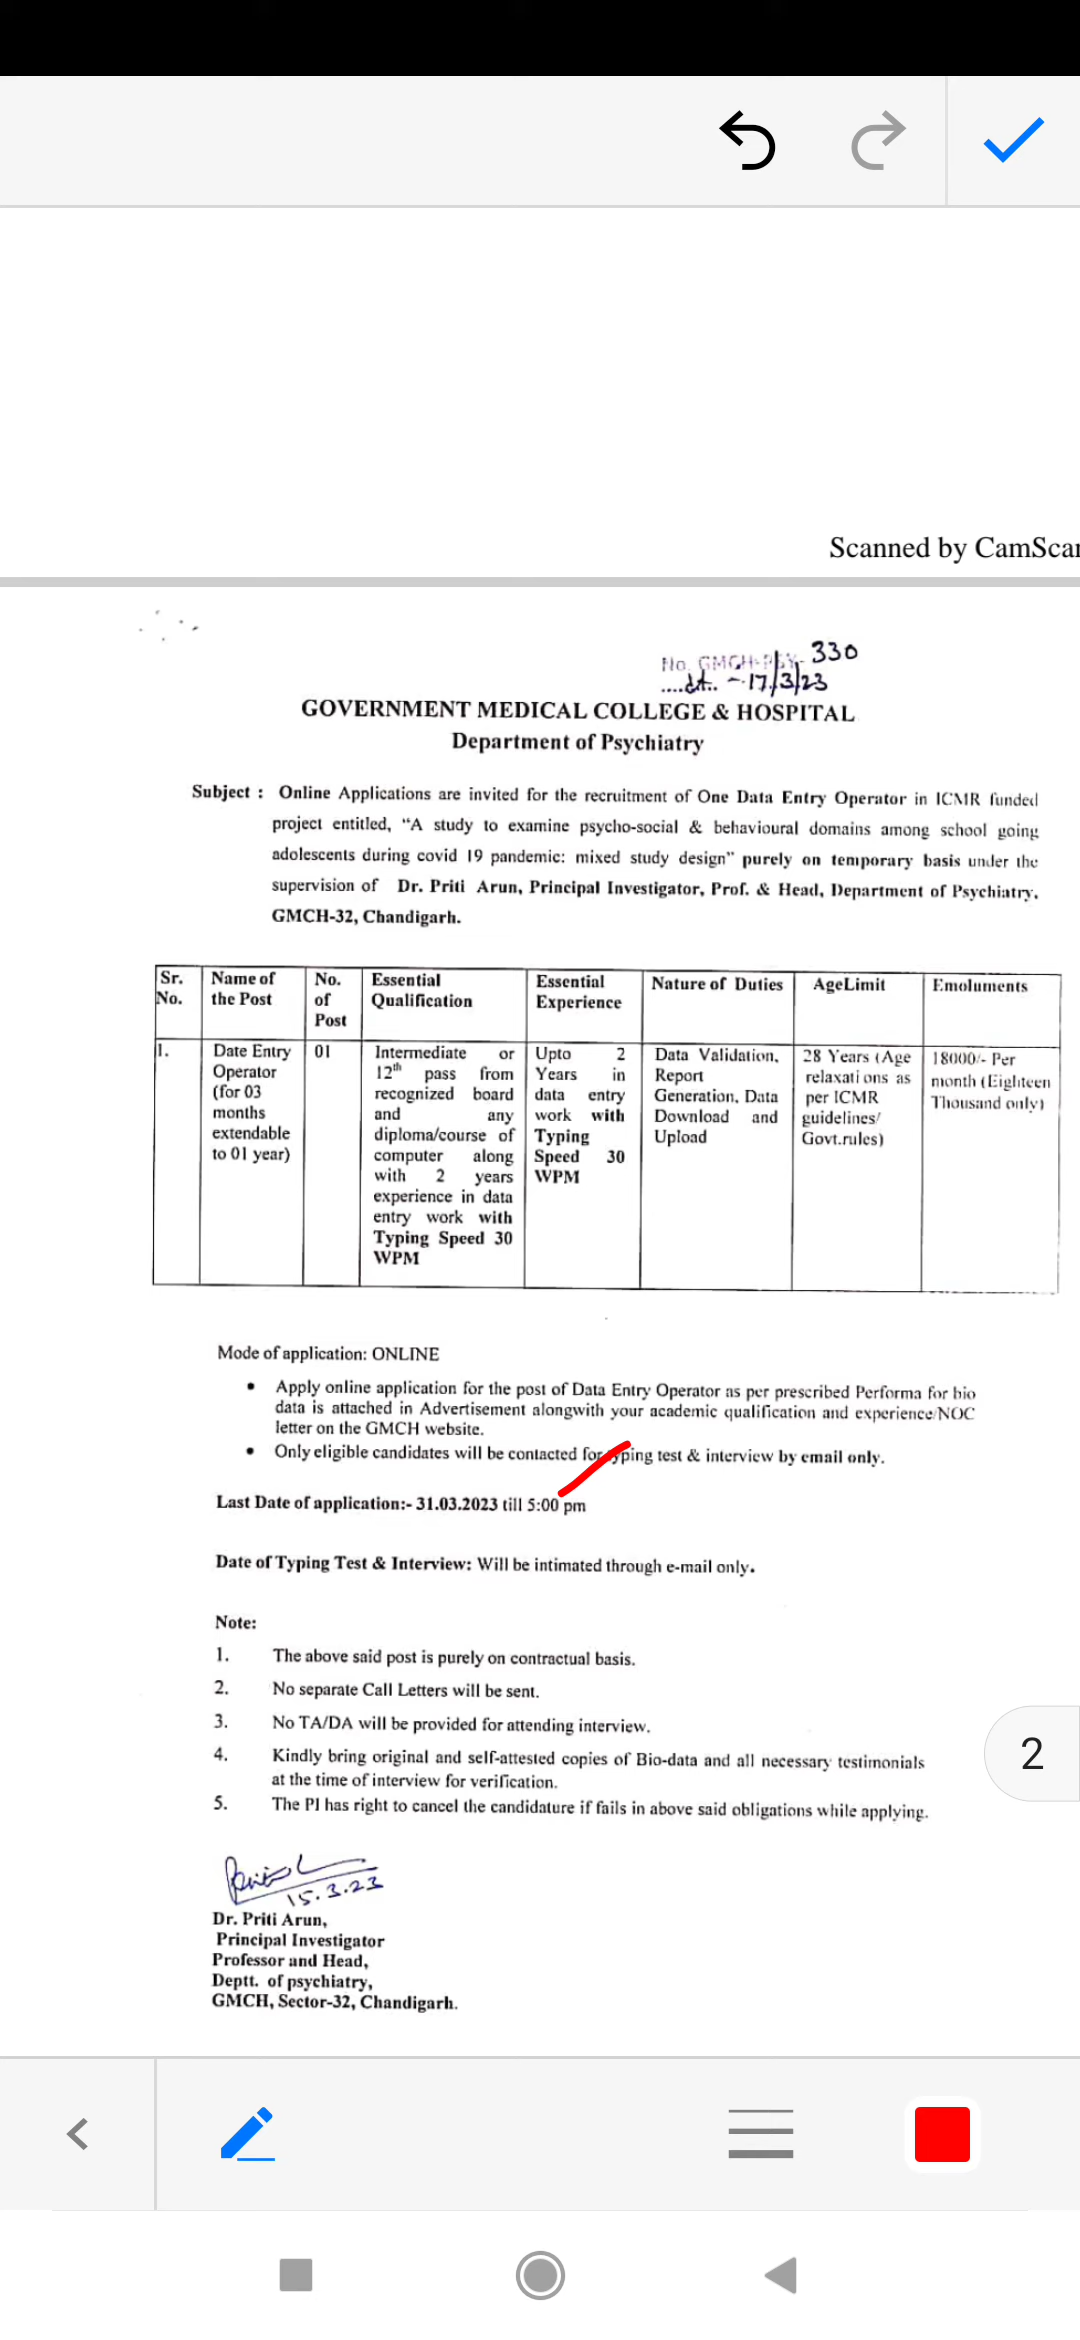 Scanned by CamScan
No. GMCH-PSY- 330
....dt.. - 17/3/23
GOVERNMENT MEDICAL COLLEGE & HOSPITAL
Department of Psychiatry
Subject : Online Applications are invited for the recruitment of One Data Entry Operator in ICMR funded
project entitled, "A study to examine psycho-social & behavioural domains among school going
adolescents during covid 19 pandemic: mixed study design" purely on temporary basis under the
supervision of Dr. Priti Arun, Principal Investigator, Prof. & Head, Department of Psychiatry,
GMCH-32, Chandigarh.
Sr. No. Name of the Post No. of Post Essential Qualification Essential Experience Nature of Duties AgeLimit Emoluments
1. Date Entry Operator (for 03 months extendable to 01 year) 01 Intermediate or 12th pass from recognized board and any diploma/course of computer along with 2 years experience in data entry work with Typing Speed 30 WPM Upto 2 Years in data entry work with Typing Speed 30 WPM Data Validation, Report Generation, Data Download and Upload 28 Years (Age relaxati ons as per ICMR guidelines/ Govt.rules) 18000/- Per month (Eighteen Thousand only)
Mode of application: ONLINE
• Apply online application for the post of Data Entry Operator as per prescribed Performa for bio
data is attached in Advertisement alongwith your academic qualification and experience/NOC
letter on the GMCH website.
• Only eligible candidates will be contacted for typing test & interview by email only.
Last Date of application:- 31.03.2023 till 5:00 pm
Date of Typing Test & Interview: Will be intimated through e-mail only.
Note:
1. The above said post is purely on contractual basis.
2. No separate Call Letters will be sent.
3. No TA/DA will be provided for attending interview.
4. Kindly bring original and self-attested copies of Bio-data and all necessary testimonials
at the time of interview for verification.
5. The PI has right to cancel the candidature if fails in above said obligations while applying.
2
15.3.23
Dr. Priti Arun,
Principal Investigator
Professor and Head,
Deptt. of psychiatry,
GMCH, Sector-32, Chandigarh.